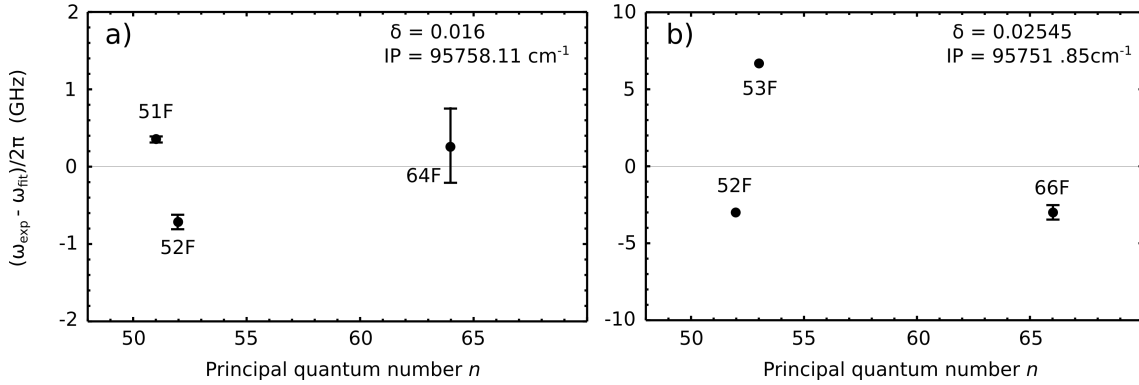 a)
δ = 0.016
IP = 95758.11 cm-1
51F
52F
64F
2
1
0
-1
-2
50
55
60
65
(ωexp - ωfit)/2π (GHz)
Principal quantum number n
b)
δ = 0.02545
IP = 95751 .85cm-1
53F
52F
66F
10
5
0
-5
-10
50
55
60
65
Principal quantum number n